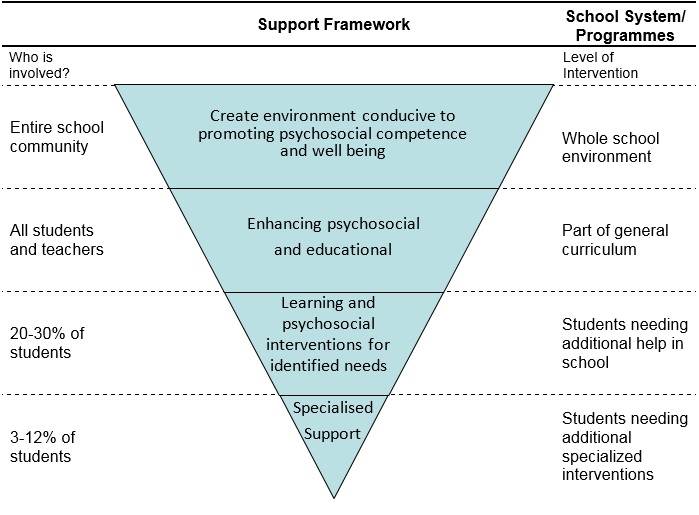 Support Framework
School System/
Programmes
Who is
involved?
Level of
Intervention
Entire school
community
Create environment conducive to
promoting psychosocial competence
and well being
Whole school
environment
All students
and teachers
Enhancing psychosocial
and educational
Part of general
curriculum
20-30% of
students
Learning and
psychosocial
interventions for
identified needs
Students needing
additional help in
school
3-12% of
students
Specialised
Support
Students needing
additional
specialized
interventions